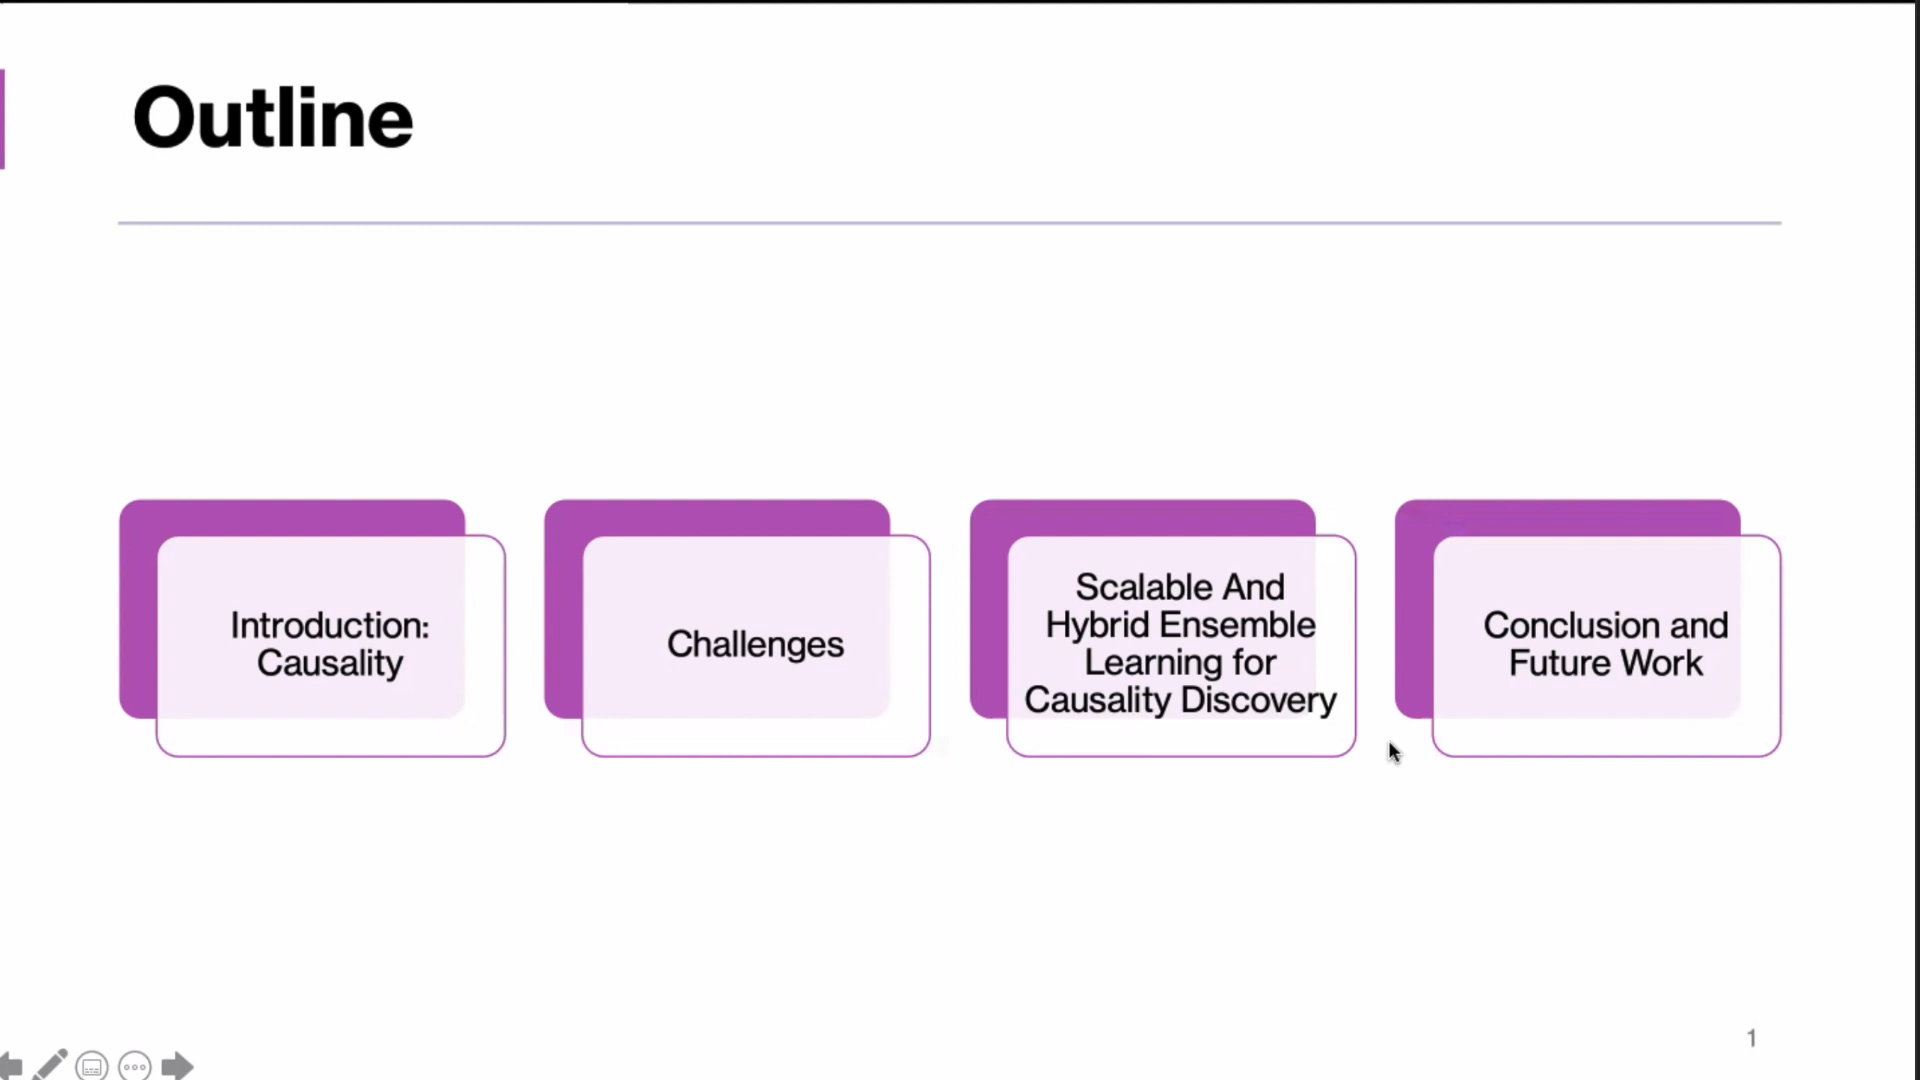 Outline
Introduction:
Causality
Challenges
Scalable And
Hybrid Ensemble
Learning for
Causality Discovery
Conclusion and
Future Work
1